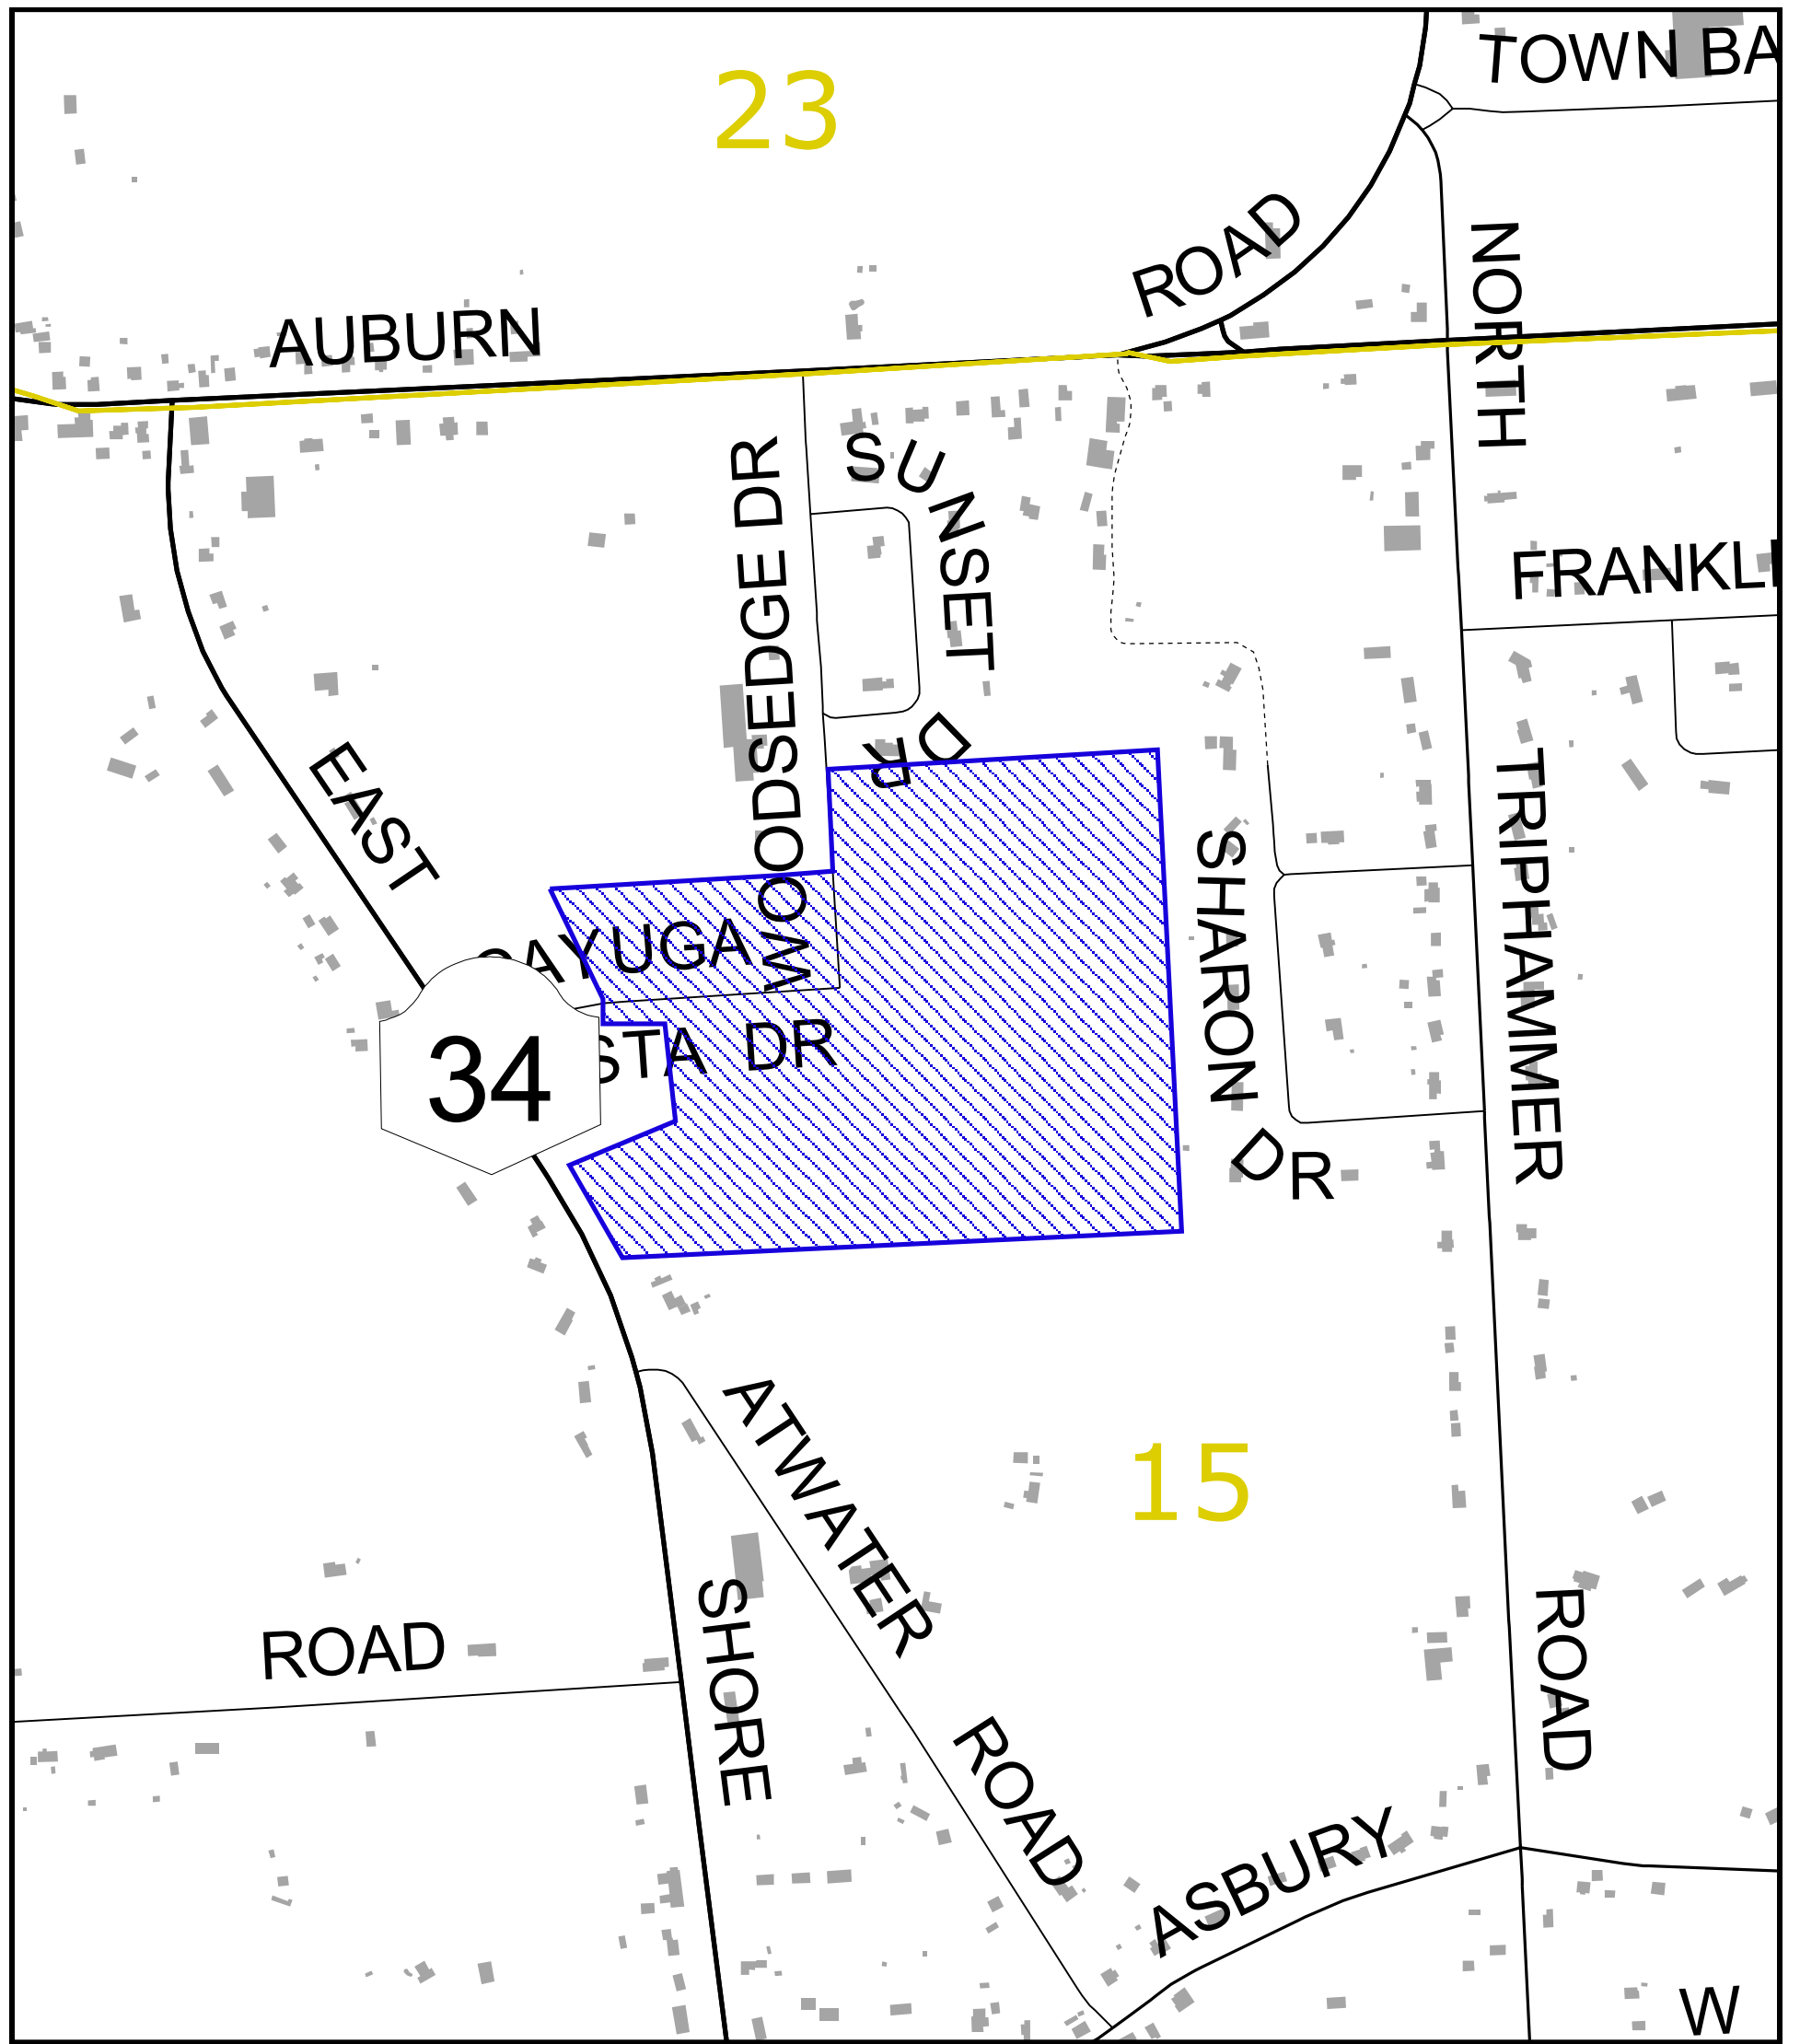 TOWN BA
23
ROAD
NORTH
AUBURN
SUNSET DR
WOODSEDGE DR
FRANKL
EAST
TRIPHAMMER
SHARON DR
CAYUGA
STA DR
34
ATWATER
15
SHORE
ROAD
ROAD
ROAD
ASBURY
W